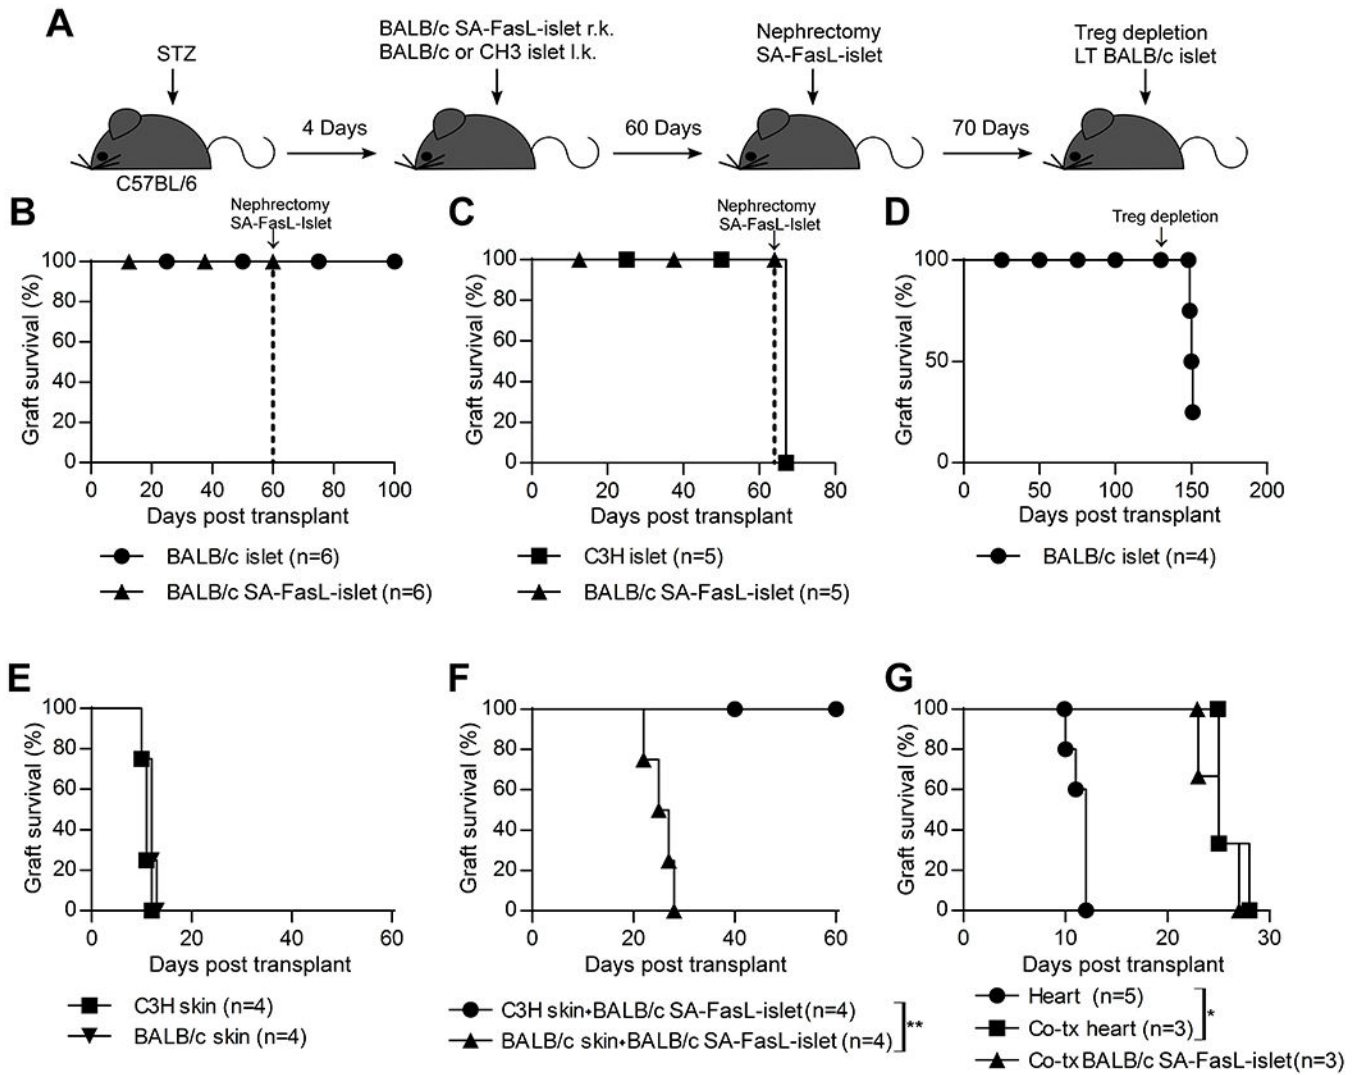 A
STZ
BALB/c SA-FasL-islet r.k.
BALB/c or CH3 islet l.k.
Nephrectomy
SA-FasL-islet
Treg depletion
LT BALB/c islet
4 Days
60 Days
70 Days
C57BL/6
B
Nephrectomy
SA-FasL-Islet
Graft survival (%)
100
80
60
40
20
0
0 20 40 60 80 100
Days post transplant
BALB/c islet (n=6)
BALB/c SA-FasL-islet (n=6)
C
Nephrectomy
SA-FasL-Islet
Graft survival (%)
100
80
60
40
20
0
0 20 40 60 80
Days post transplant
C3H islet (n=5)
BALB/c SA-FasL-islet (n=5)
D
Treg depletion
Graft survival (%)
100
50
0
0 50 100 150 200
Days post transplant
BALB/c islet (n=4)
E
Graft survival (%)
100
80
60
40
20
0
0 20 40 60
Days post transplant
C3H skin (n=4)
BALB/c skin (n=4)
F
Graft survival (%)
100
80
60
40
20
0
0 20 40 60
Days post transplant
C3H skin+BALB/c SA-FasL-islet (n=4)
BALB/c skin+BALB/c SA-FasL-islet (n=4)
**
G
Graft survival (%)
100
80
60
40
20
0
0 10 20 30
Days post transplant
Heart (n=5)
Co-tx heart (n=3)
*
Co-tx BALB/c SA-FasL-islet (n=3)